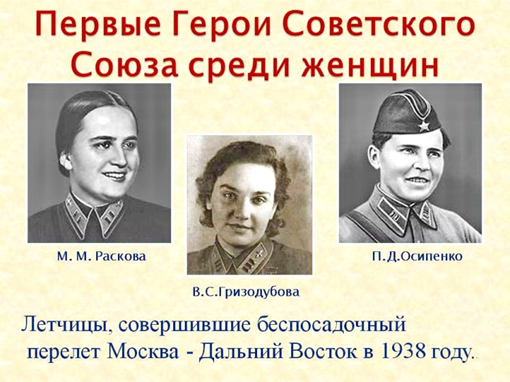 Первые Герои Советского
Союза среди женщин
М. М. Раскова
П.Д.Осипенко
В.С.Гризодубова
Летчицы, совершившие беспосадочный
перелет Москва - Дальний Восток в 1938 году.